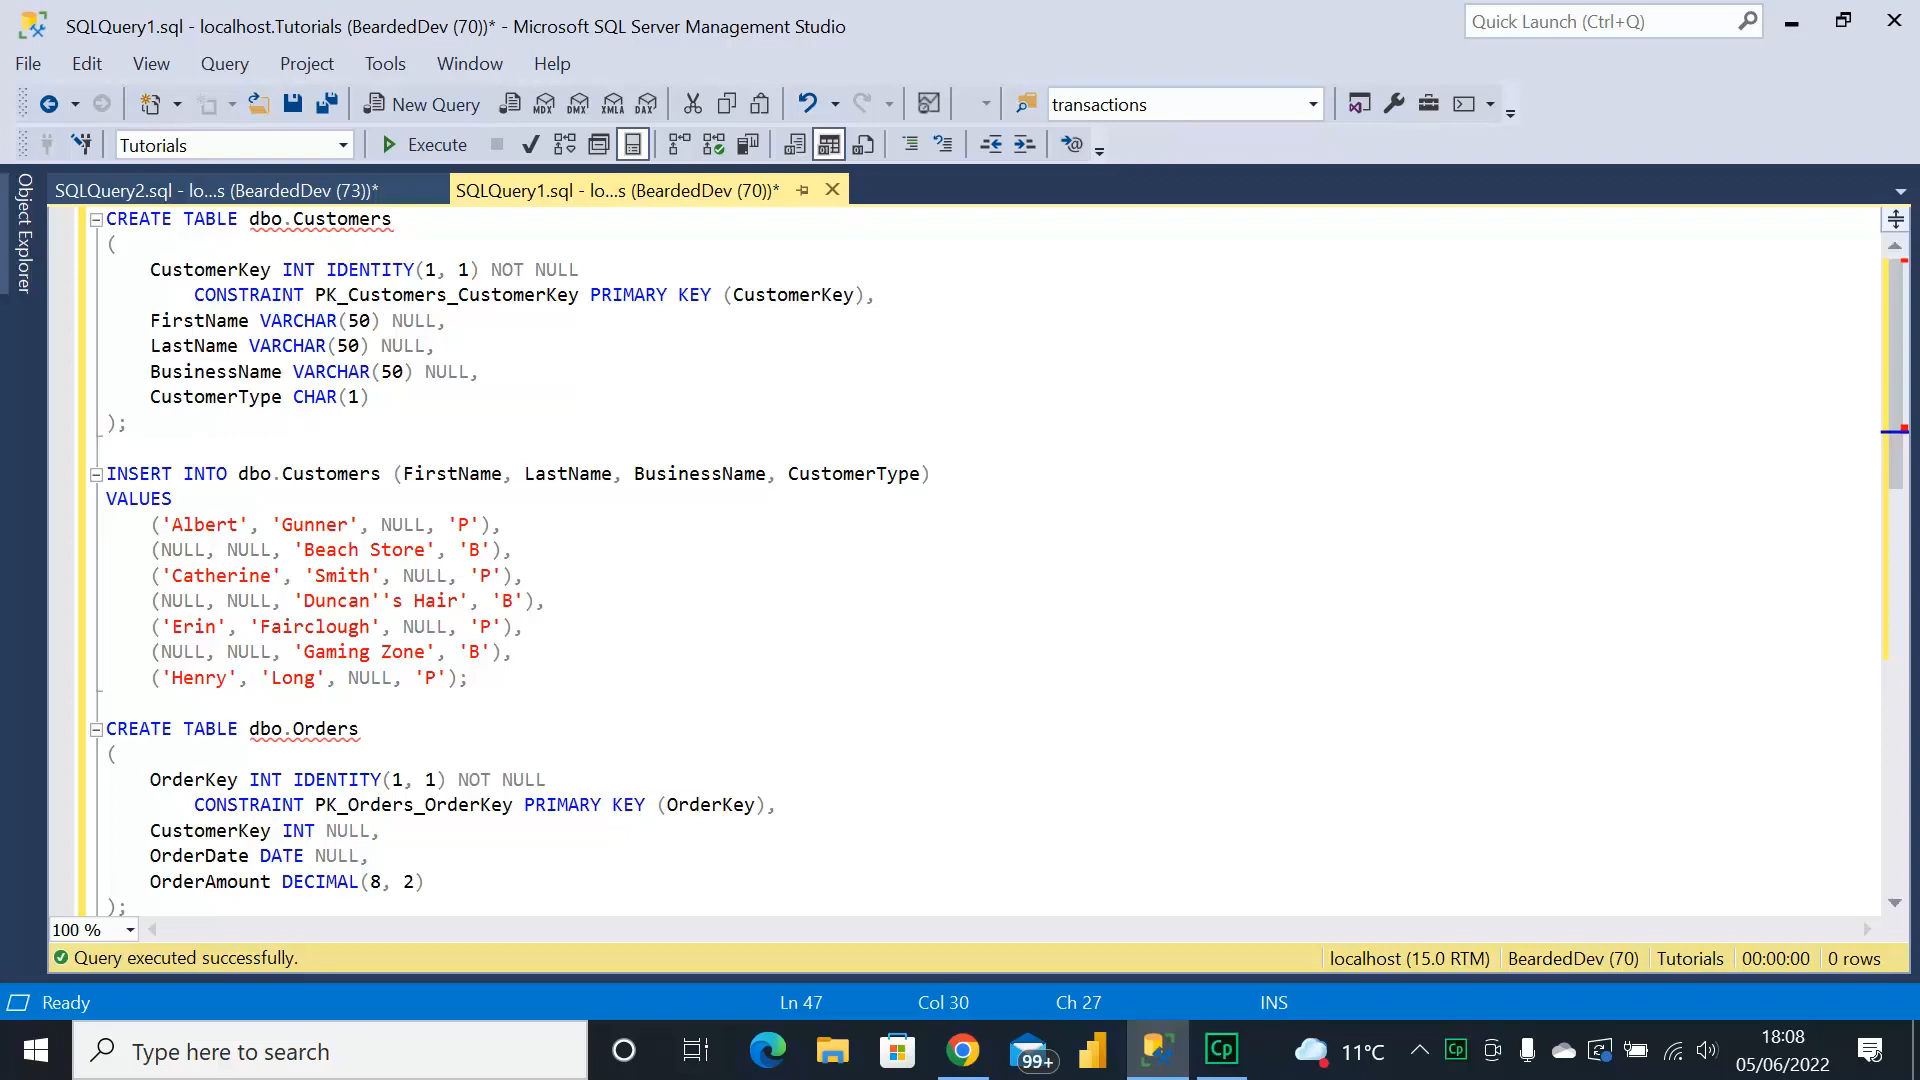 SQLQuery1.sql - localhost.Tutorials (BeardedDev (70))* - Microsoft SQL Server Management Studio
Quick Launch (Ctrl+Q)
File Edit View Query Project Tools Window Help
New Query MDX DMX XMLA DAX transactions
Tutorials Execute
Object Explorer
SQLQuery2.sql - lo...s (BeardedDev (73))* SQLQuery1.sql - lo...s (BeardedDev (70))*
CREATE TABLE dbo.Customers
(
CustomerKey INT IDENTITY(1, 1) NOT NULL
CONSTRAINT PK_Customers_CustomerKey PRIMARY KEY (CustomerKey),
FirstName VARCHAR(50) NULL,
LastName VARCHAR(50) NULL,
BusinessName VARCHAR(50) NULL,
CustomerType CHAR(1)
);
INSERT INTO dbo.Customers (FirstName, LastName, BusinessName, CustomerType)
VALUES
('Albert', 'Gunner', NULL, 'P'),
(NULL, NULL, 'Beach Store', 'B'),
('Catherine', 'Smith', NULL, 'P'),
(NULL, NULL, 'Duncan''s Hair', 'B'),
('Erin', 'Fairclough', NULL, 'P'),
(NULL, NULL, 'Gaming Zone', 'B'),
('Henry', 'Long', NULL, 'P');
CREATE TABLE dbo.Orders
(
OrderKey INT IDENTITY(1, 1) NOT NULL
CONSTRAINT PK_Orders_OrderKey PRIMARY KEY (OrderKey),
CustomerKey INT NULL,
OrderDate DATE NULL,
OrderAmount DECIMAL(8, 2)
);
100 %
Query executed successfully. localhost (15.0 RTM) BeardedDev (70) Tutorials 00:00:00 0 rows
Ready Ln 47 Col 30 Ch 27 INS
Type here to search 99+ Cp 11°C Cp 18:08
05/06/2022